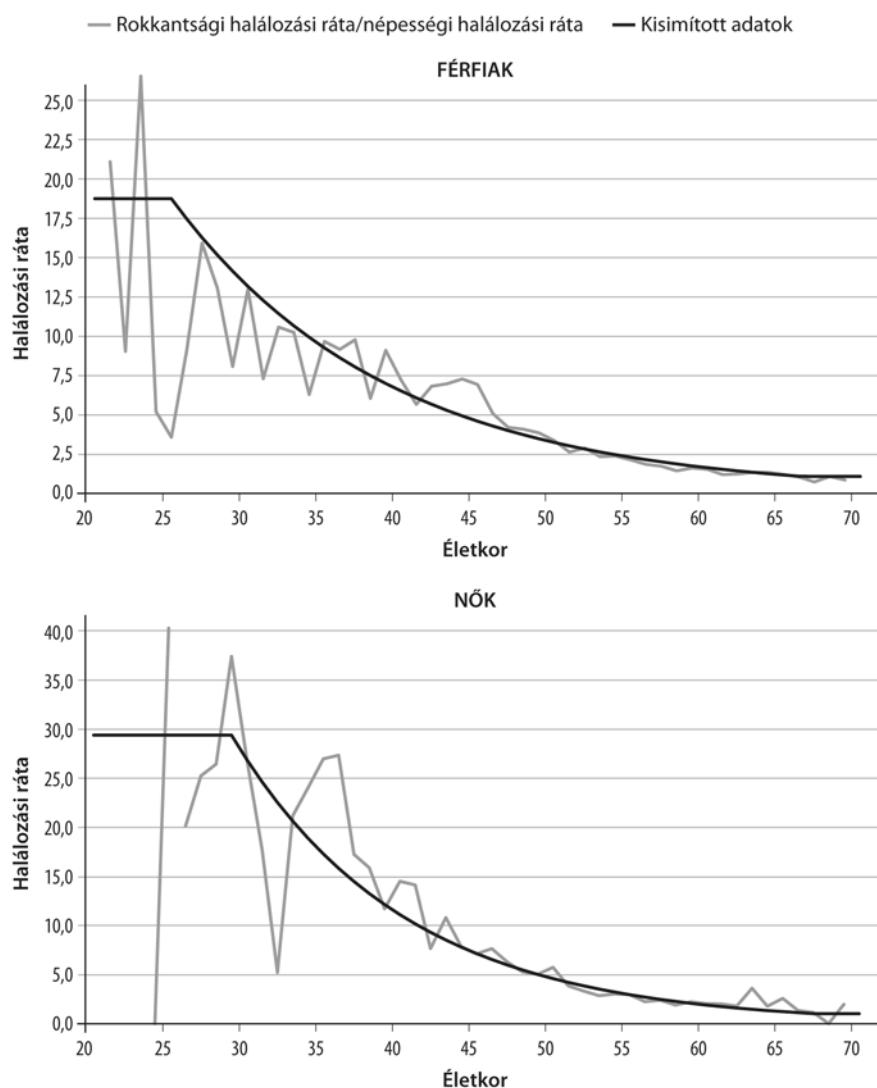 Rokkantsági halálozási ráta/népességi halálozási ráta Kisimított adatok
FÉRFIAK
Halálozási ráta
25,0
22,5
20,0
17,5
15,0
12,5
10,0
7,5
5,0
2,5
0,0
20 25 30 35 40 45 50 55 60 65 70
Életkor
NŐK
Halálozási ráta
40,0
35,0
30,0
25,0
20,0
15,0
10,0
5,0
0,0
20 25 30 35 40 45 50 55 60 65 70
Életkor